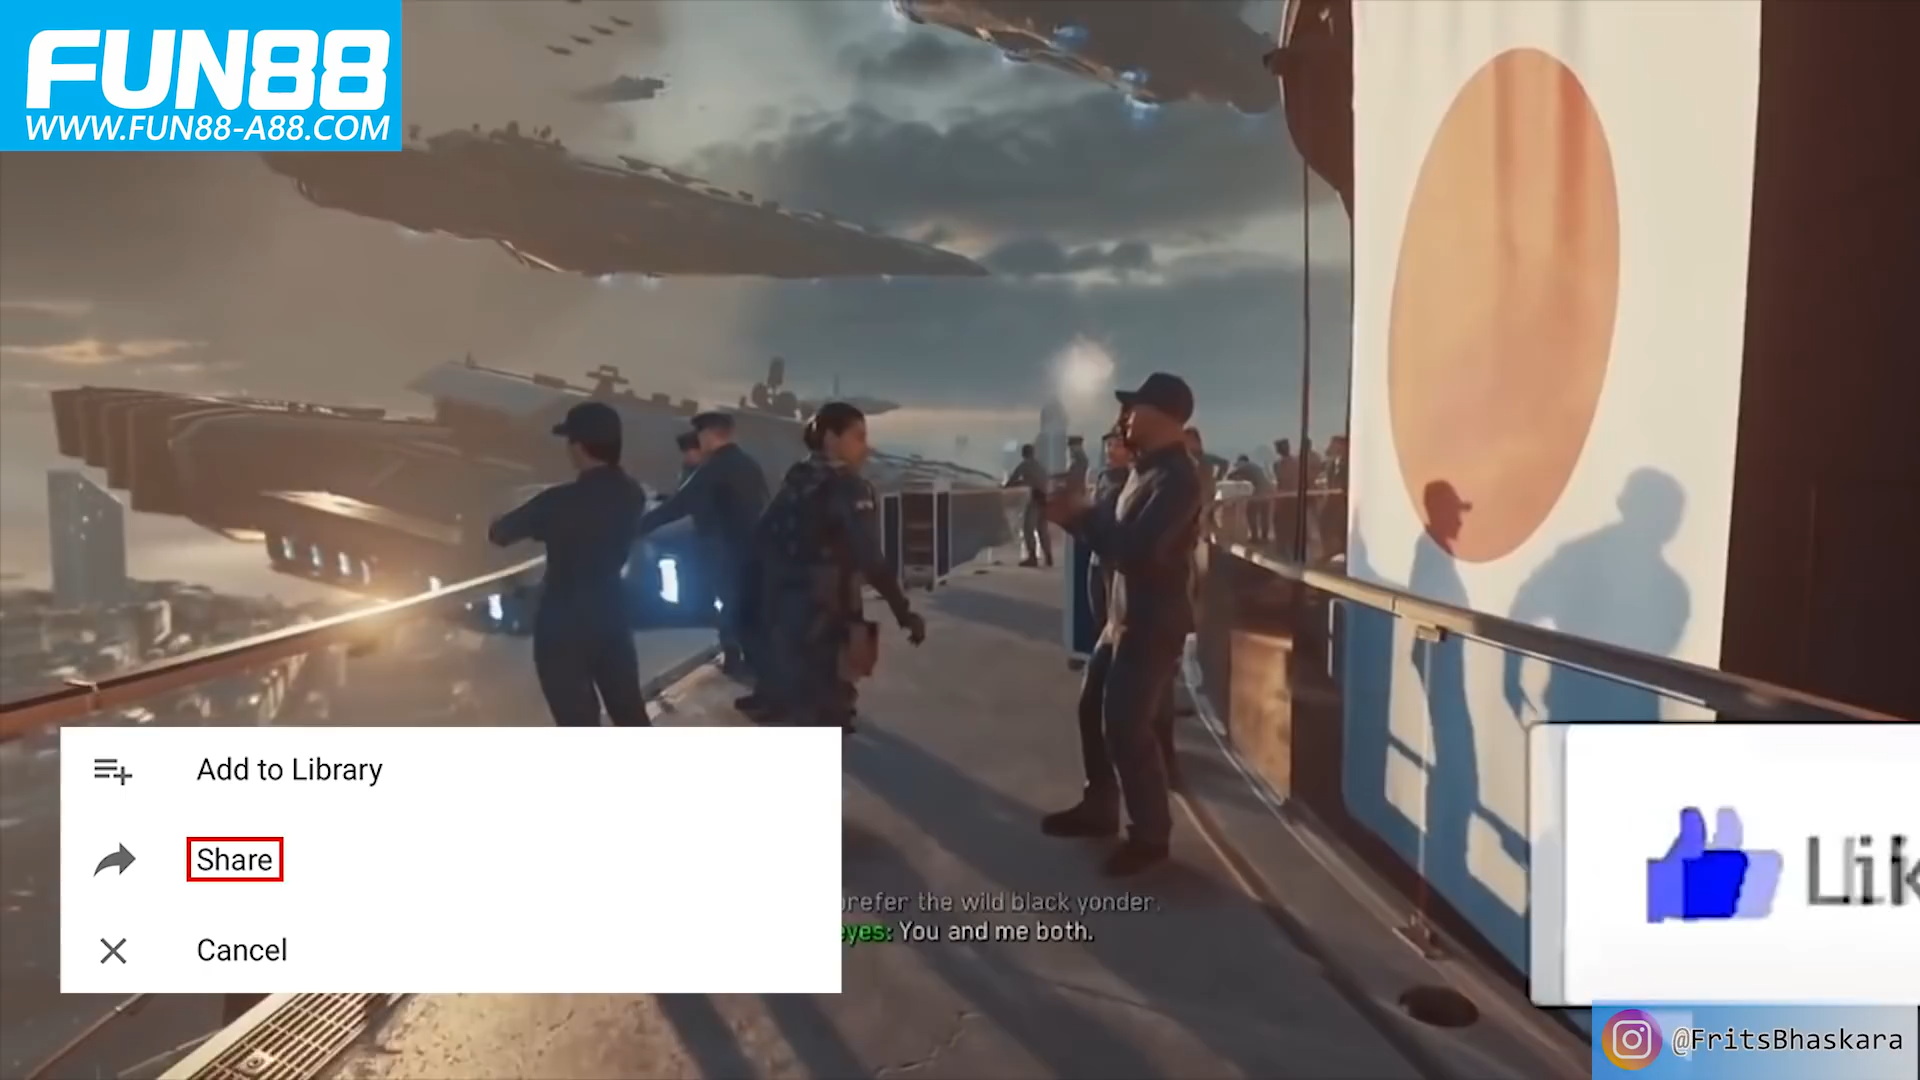 FUN88
WWW.FUN88-A88.COM
Add to Library
Share
Cancel
prefer the wild black yonder.
eyes: You and me both.
Lik
@FritsBhaskara